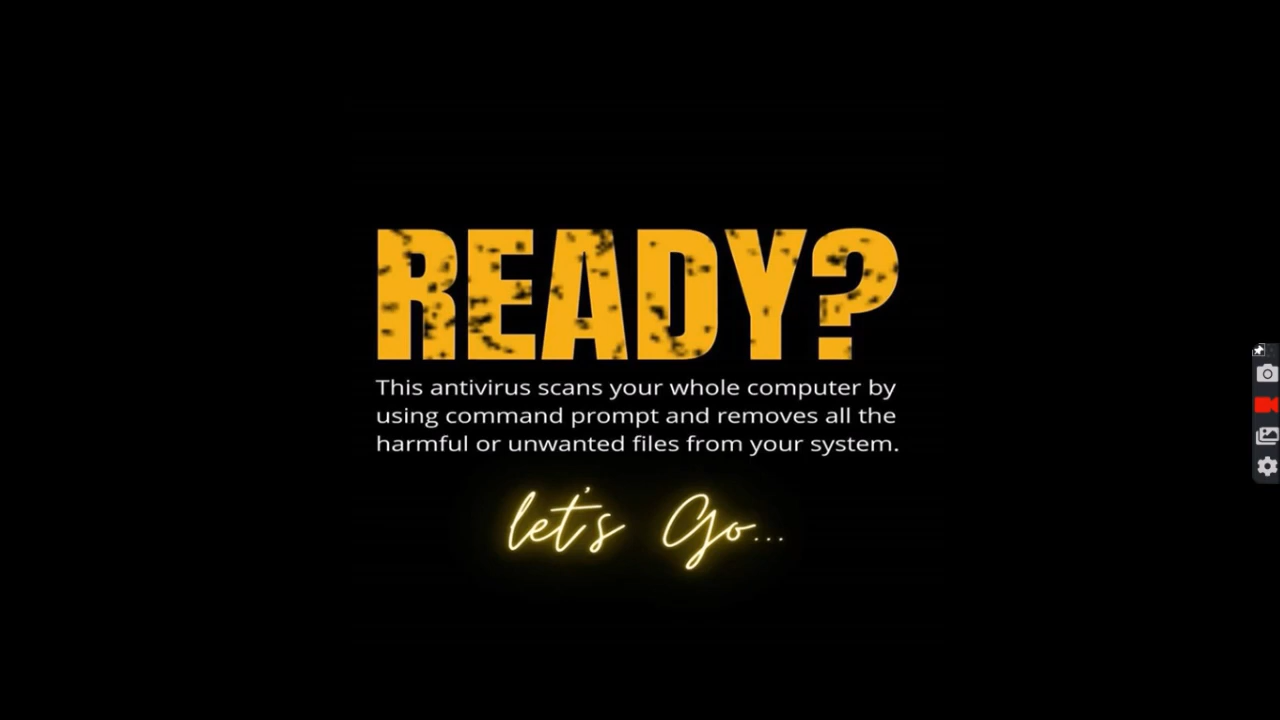 READY?
This antivirus scans your whole computer by
using command prompt and removes all the
harmful or unwanted files from your system.
let's Go...